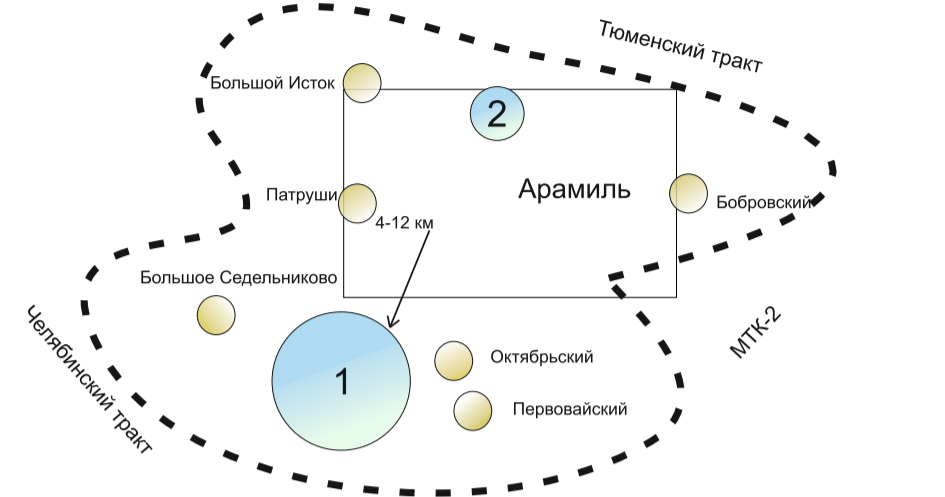 Тюменский тракт
Большой Исток
2
Арамиль
Патруши
Бобровский
4-12 км
Большое Седельниково
Челябинский тракт
МТК-2
1
Октябрьский
Первовайский